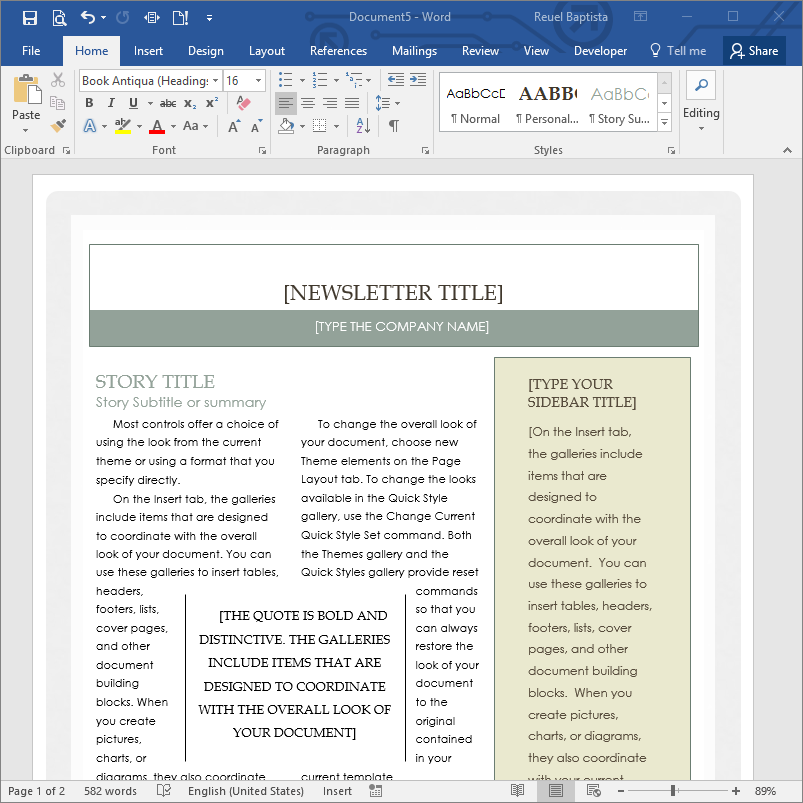 Document5 - Word
Reuel Baptista
File Home Insert Design Layout References Mailings Review View Developer Tell me Share
Book Antiqua (Headings 16
AaBbCcD AABB( AaBbC(
Paste
B I U abc x2 x2
¶ Normal ¶ Personal... ¶ Story Su...
Editing
A ab A Aa A A
Clipboard Font Paragraph Styles
[NEWSLETTER TITLE]
[TYPE THE COMPANY NAME]
STORY TITLE
Story Subtitle or summary
Most controls offer a choice of
using the look from the current
theme or using a format that you
specify directly.
On the Insert tab, the galleries
include items that are designed
to coordinate with the overall
look of your document. You can
use these galleries to insert tables,
headers,
footers, lists,
cover pages,
and other
document
building
blocks. When
you create
pictures,
charts, or
diagrams, they also coordinate
[THE QUOTE IS BOLD AND
DISTINCTIVE. THE GALLERIES
INCLUDE ITEMS THAT ARE
DESIGNED TO COORDINATE
WITH THE OVERALL LOOK OF
YOUR DOCUMENT]
To change the overall look of
your document, choose new
Theme elements on the Page
Layout tab. To change the looks
available in the Quick Style
gallery, use the Change Current
Quick Style Set command. Both
the Themes gallery and the
Quick Styles gallery provide reset
commands
so that you
can always
restore the
look of your
document
to the
original
contained
in your
current template
[TYPE YOUR
SIDEBAR TITLE]
[On the Insert tab,
the galleries include
items that are
designed to
coordinate with the
overall look of your
document. You can
use these galleries to
insert tables, headers,
footers, lists, cover
pages, and other
document building
blocks. When you
create pictures,
charts, or diagrams,
they also coordinate
with your current
Page 1 of 2 582 words English (United States) Insert 89%